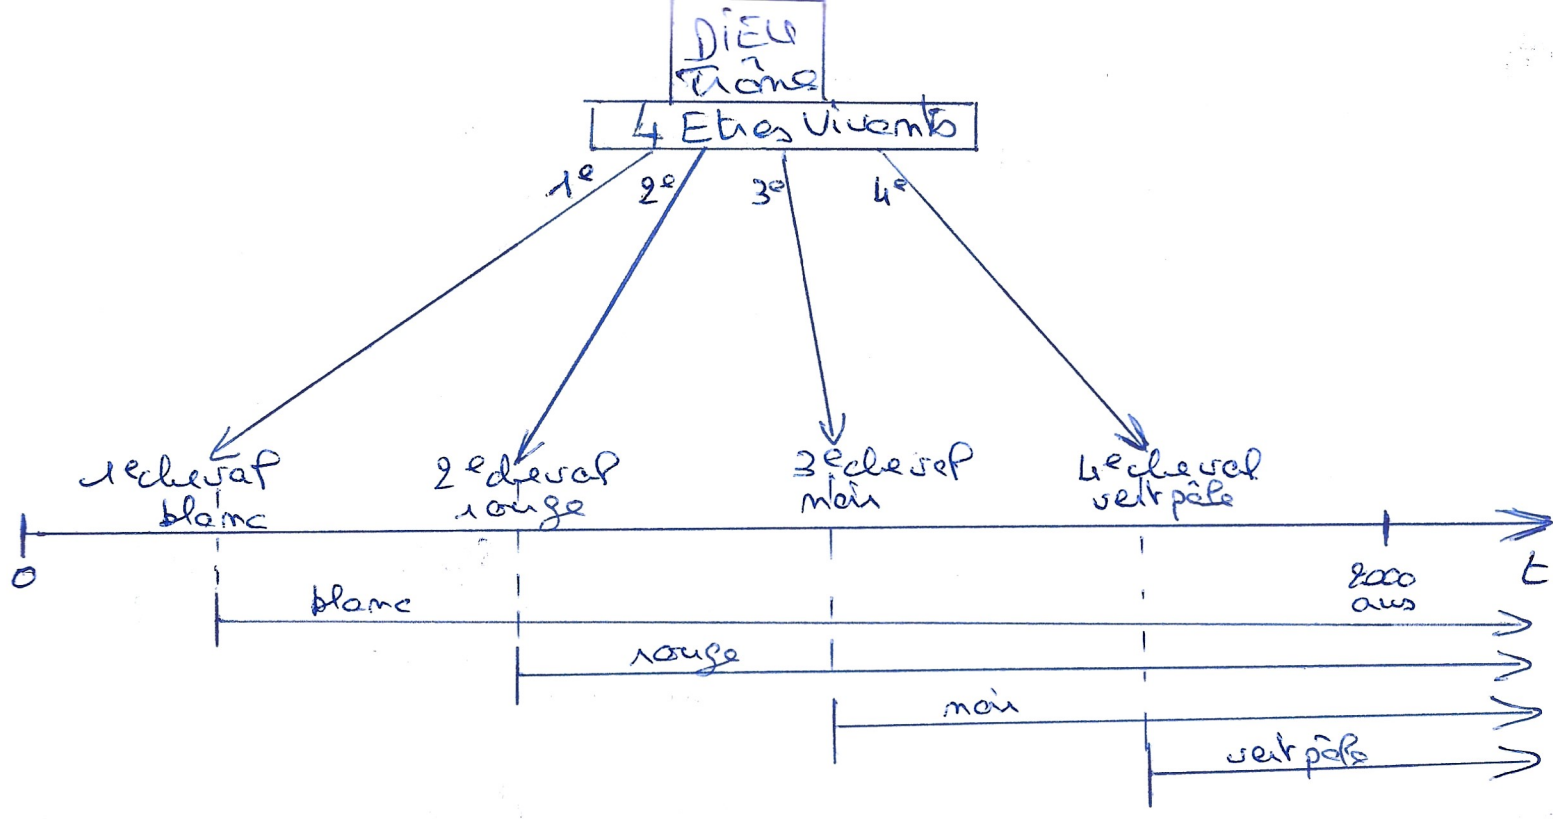 DIEU
Trône
4 Etres Vivants
1e 2e 3e 4e
1e cheval 2e cheval 3e cheval 4e cheval
blanc rouge noir vert pâle
0 2000 t
ans
blanc
rouge
noir
vert pâle